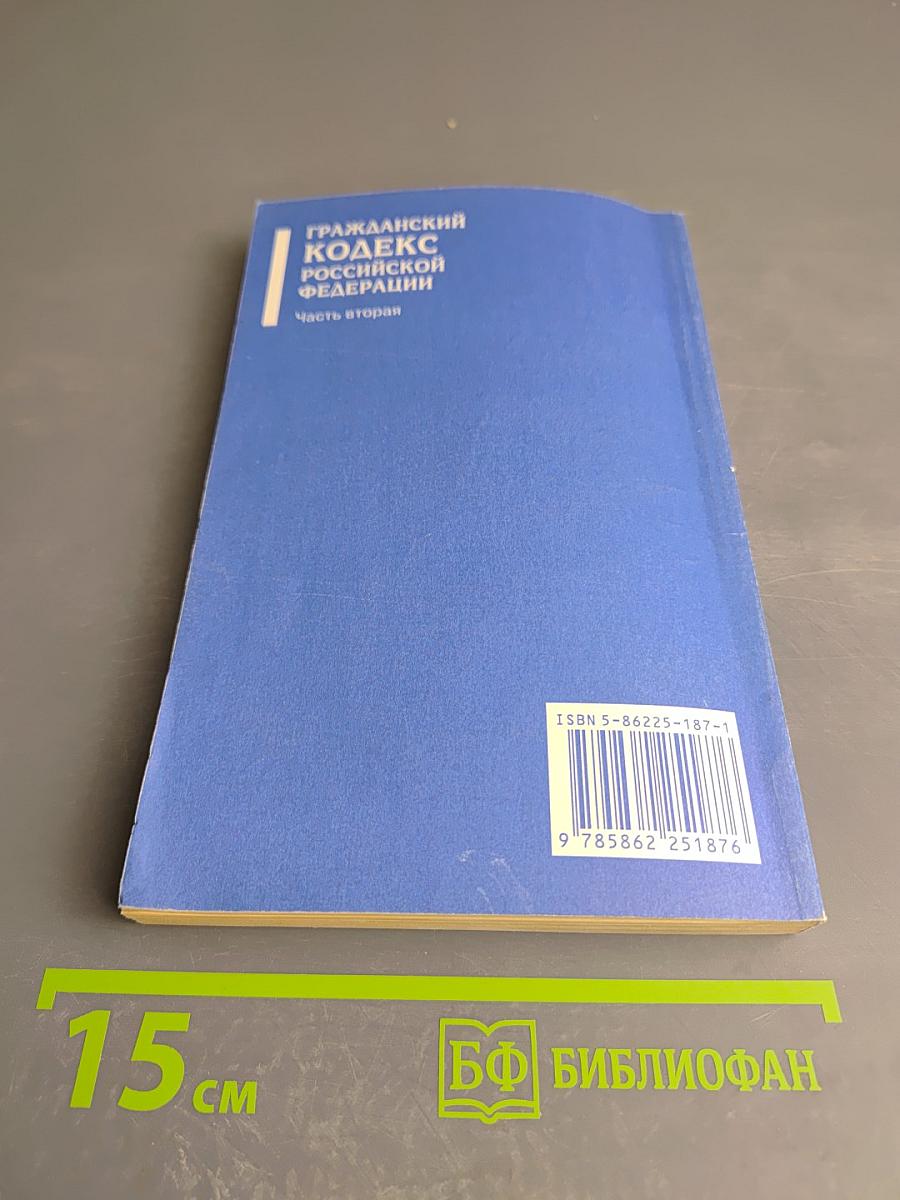 ГРАЖДАНСКИЙ
КОДЕКС
РОССИЙСКОЙ
ФЕДЕРАЦИИ
Часть вторая
ISBN 5-86225-187-1
9 785862 251876
15 см
БФ БИБЛИОФАН